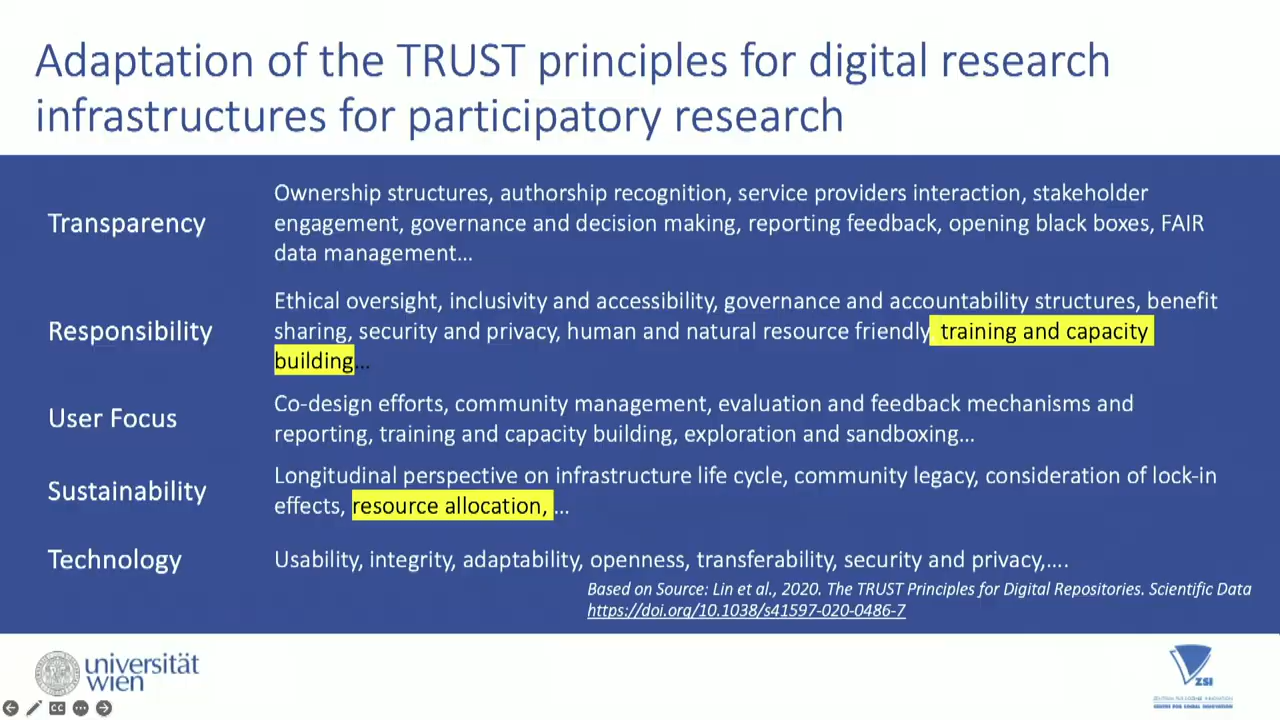 Adaptation of the TRUST principles for digital research
infrastructures for participatory research
Transparency
Ownership structures, authorship recognition, service providers interaction, stakeholder
engagement, governance and decision making, reporting feedback, opening black boxes, FAIR
data management…
Responsibility
Ethical oversight, inclusivity and accessibility, governance and accountability structures, benefit
sharing, security and privacy, human and natural resource friendly, training and capacity
building…
User Focus
Co-design efforts, community management, evaluation and feedback mechanisms and
reporting, training and capacity building, exploration and sandboxing…
Sustainability
Longitudinal perspective on infrastructure life cycle, community legacy, consideration of lock-in
effects, resource allocation, …
Technology
Usability, integrity, adaptability, openness, transferability, security and privacy,….
Based on Source: Lin et al., 2020. The TRUST Principles for Digital Repositories. Scientific Data
https://doi.org/10.1038/s41597-020-0486-7
universität
wien
ZSI
CENTRE FOR SOCIAL INNOVATION
CC